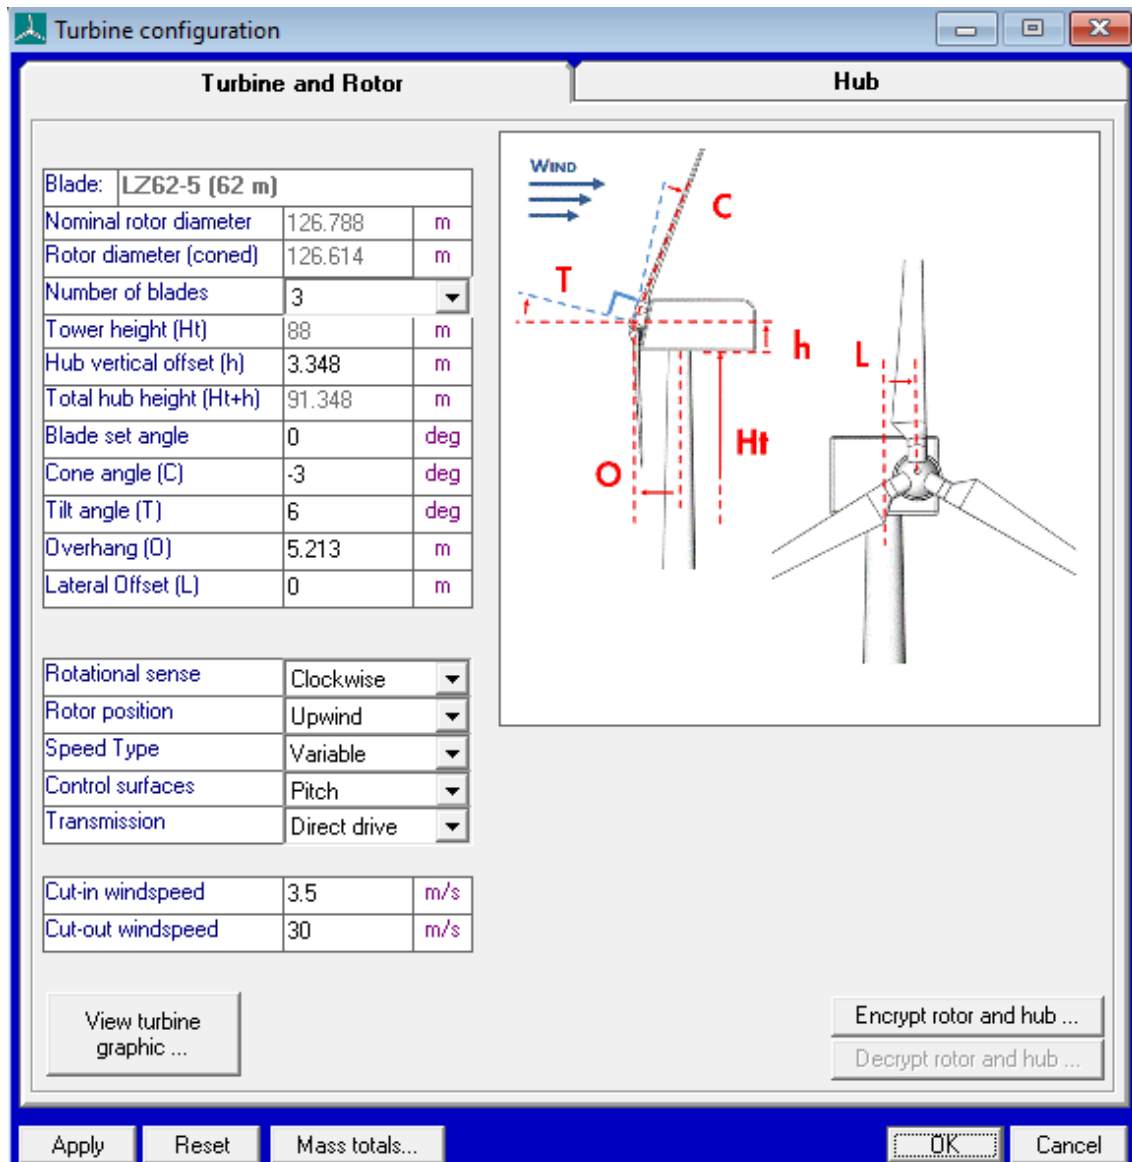 Turbine configuration
Turbine and Rotor
Hub
Blade: LZ62-5 (62 m)
Nominal rotor diameter 126.788 m
Rotor diameter (coned) 126.614 m
Number of blades 3
Tower height (Ht) 88 m
Hub vertical offset (h) 3.348 m
Total hub height (Ht+h) 91.348 m
Blade set angle 0 deg
Cone angle (C) -3 deg
Tilt angle (T) 6 deg
Overhang (O) 5.213 m
Lateral Offset (L) 0 m
Rotational sense Clockwise
Rotor position Upwind
Speed Type Variable
Control surfaces Pitch
Transmission Direct drive
Cut-in windspeed 3.5 m/s
Cut-out windspeed 30 m/s
WIND
C
T
h
L
Ht
O
View turbine
graphic ...
Encrypt rotor and hub ...
Decrypt rotor and hub ...
Apply Reset Mass totals... OK Cancel